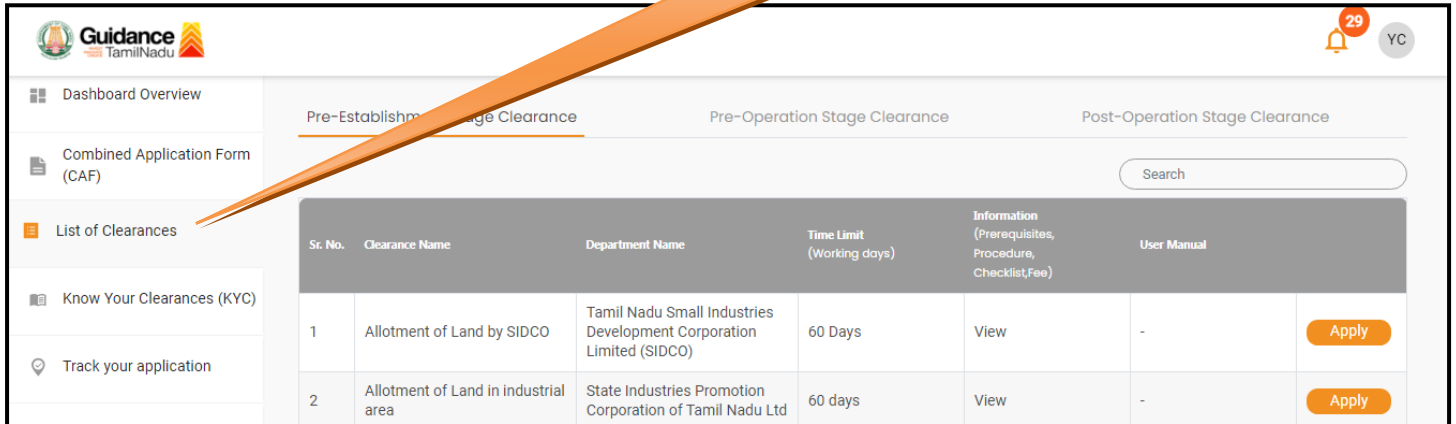 Guidance
TamilNadu
29
YC
Dashboard Overview
Combined Application Form
(CAF)
List of Clearances
Know Your Clearances (KYC)
Track your application
Pre-Establishm age Clearance
Pre-Operation Stage Clearance
Post-Operation Stage Clearance
Search
Sr. No.
Clearance Name
Department Name
Time Limit
(Working days)
Information
(Prerequisites,
Procedure,
Checklist,Fee)
User Manual
1
Allotment of Land by SIDCO
Tamil Nadu Small Industries
Development Corporation
Limited (SIDCO)
60 Days
View
-
Apply
2
Allotment of Land in industrial
area
State Industries Promotion
Corporation of Tamil Nadu Ltd
60 days
View
-
Apply